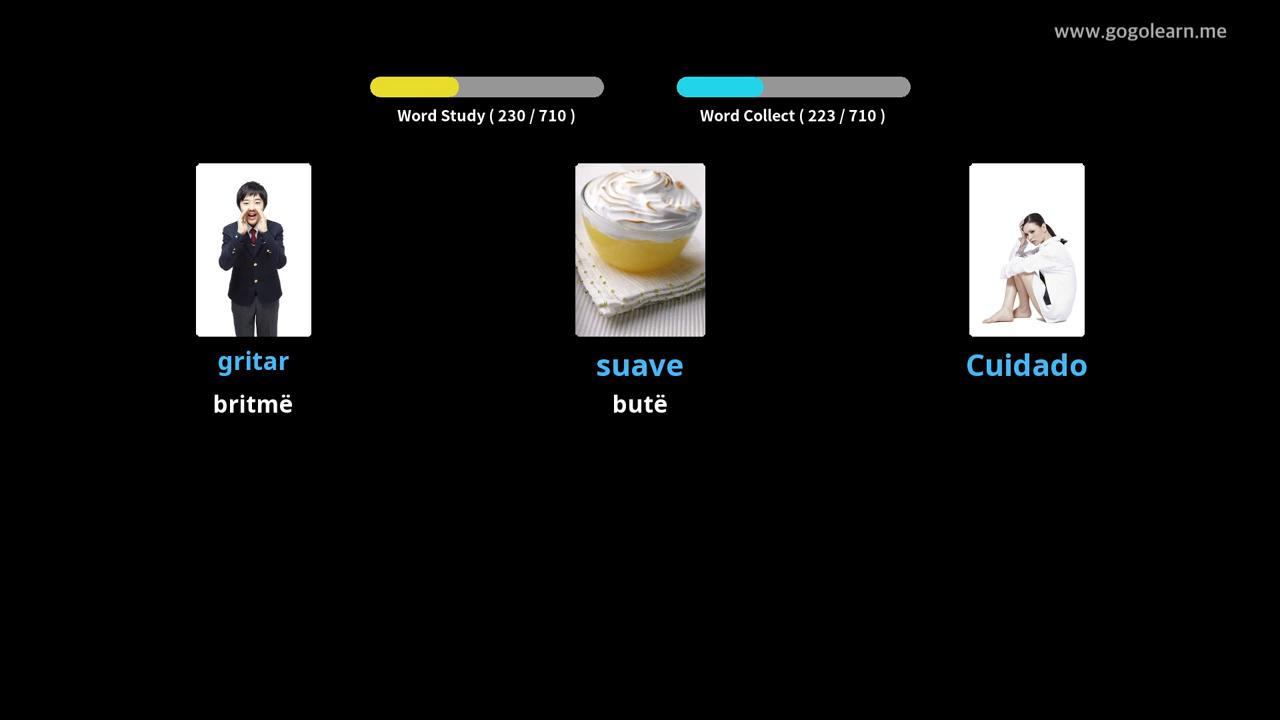 www.gogolearn.me
Word Study ( 230 / 710 )
Word Collect ( 223 / 710 )
gritar
suave
Cuidado
britmë
butë